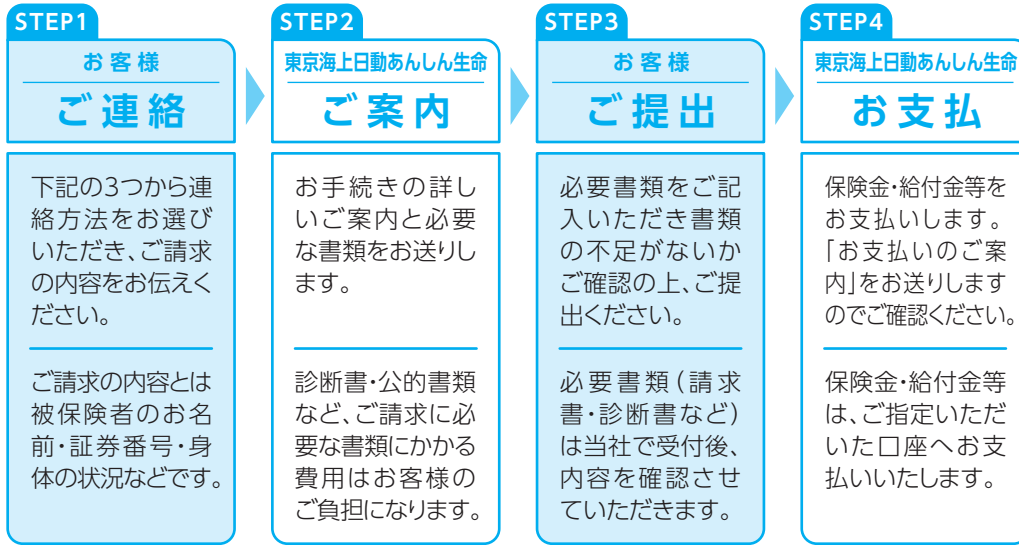 STEP1
お客様
ご連絡
下記の3つから連
絡方法をお選び
いただき、ご請求
の内容をお伝えく
ださい。
ご請求の内容とは
被保険者のお名
前・証券番号・身
体の状況などです。
STEP2
東京海上日動あんしん生命
ご案内
お手続きの詳し
いご案内と必要
な書類をお送りし
ます。
診断書・公的書類
など、ご請求に必
要な書類にかかる
費用はお客様の
ご負担になります。
STEP3
お客様
ご提出
必要書類をご記
入いただき書類
の不足がないか
ご確認の上、ご提
出ください。
必要書類（請求
書・診断書など）
は当社で受付後、
内容を確認させ
ていただきます。
STEP4
東京海上日動あんしん生命
お支払
保険金・給付金等を
お支払いします。
「お支払いのご案
内」をお送りします
のでご確認ください。
保険金・給付金等
は、ご指定いただ
いた口座へお支
払いいたします。